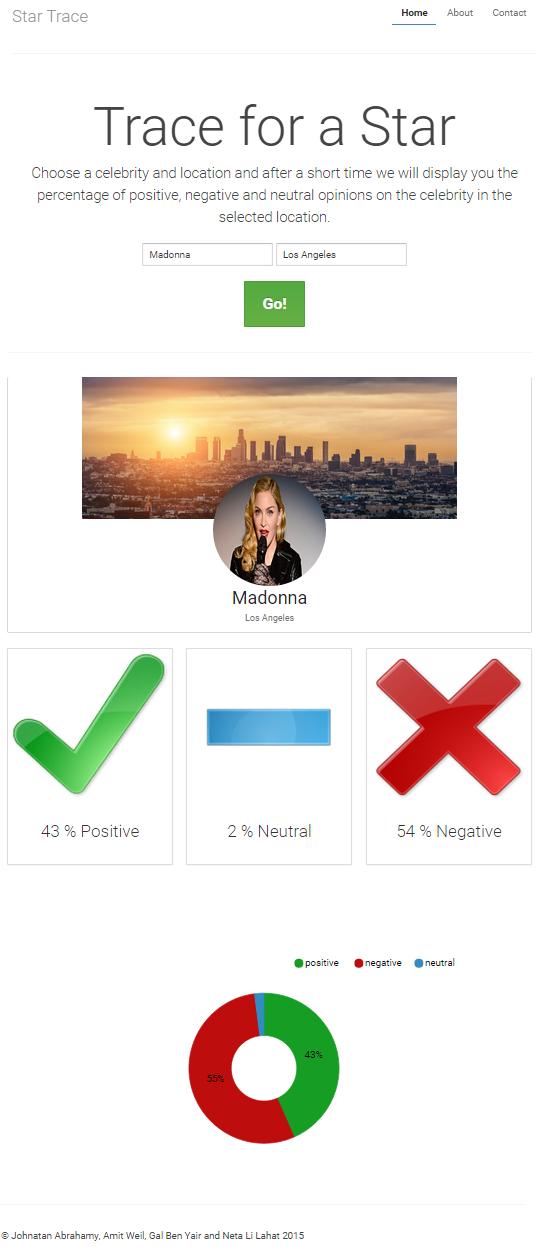 Star Trace
Home About Contact
Trace for a Star
Choose a celebrity and location and after a short time we will display you the
percentage of positive, negative and neutral opinions on the celebrity in the
selected location.
Madonna Los Angeles
Go!
Madonna
Los Angeles
43 % Positive 2 % Neutral 54 % Negative
positive negative neutral
43%
55%
© Johnatan Abrahamy, Amit Weil, Gal Ben Yair and Neta Li Lahat 2015